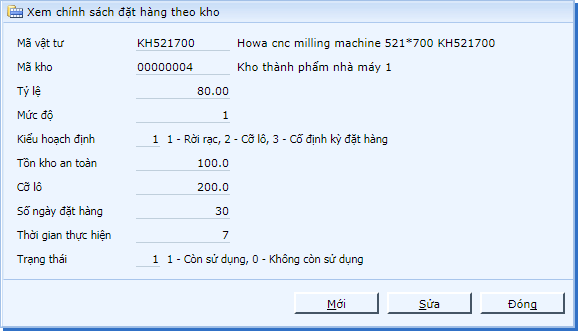 Xem chính sách đặt hàng theo kho
Mã vật tư KH521700 Howa cnc milling machine 521*700 KH521700
Mã kho 00000004 Kho thành phẩm nhà máy 1
Tỷ lệ 80.00
Mức độ 1
Kiểu hoạch định 1 1 - Rời rạc, 2 - Cỡ lô, 3 - Cố định kỳ đặt hàng
Tồn kho an toàn 100.0
Cỡ lô 200.0
Số ngày đặt hàng 30
Thời gian thực hiện 7
Trạng thái 1 1 - Còn sử dụng, 0 - Không còn sử dụng
Mới Sửa Đóng